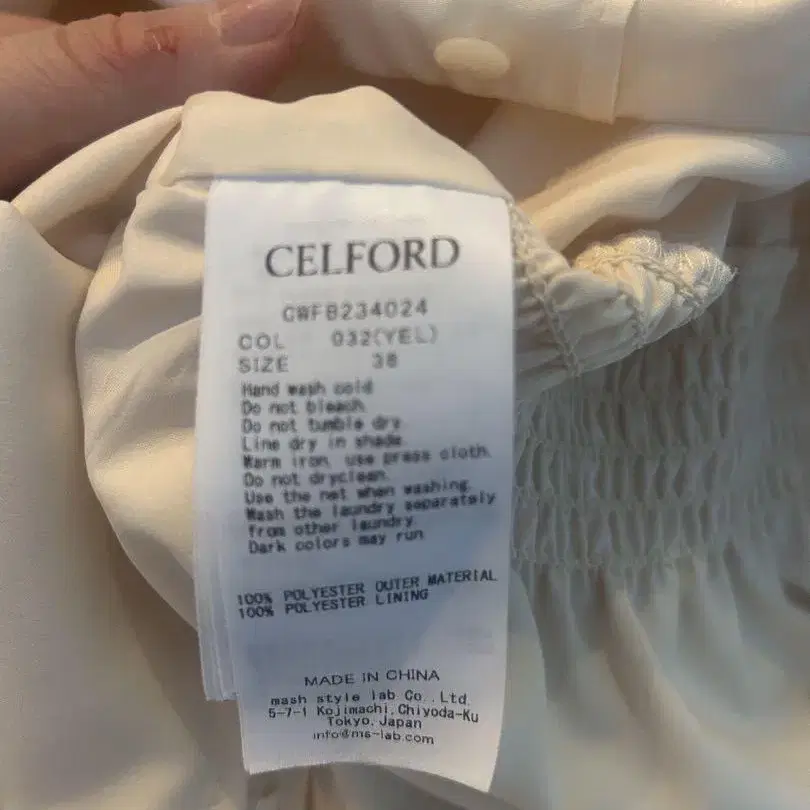 CELFORD
CWFB234024
COL 032(YEL)
SIZE 38
Hand wash cold
Do not bleach.
Do not tumble dry.
Line dry in shade.
Warm iron, use press cloth.
Do not dryclean.
Use the net when washing.
Wash the laundry separately
from other laundry.
Dark colors may run
100% POLYESTER OUTER MATERIAL
100% POLYESTER LINING
MADE IN CHINA
mash style lab Co.,Ltd.
5-7-1 Kojimachi,Chiyoda-Ku
Tokyo,Japan
info@ms-lab.com